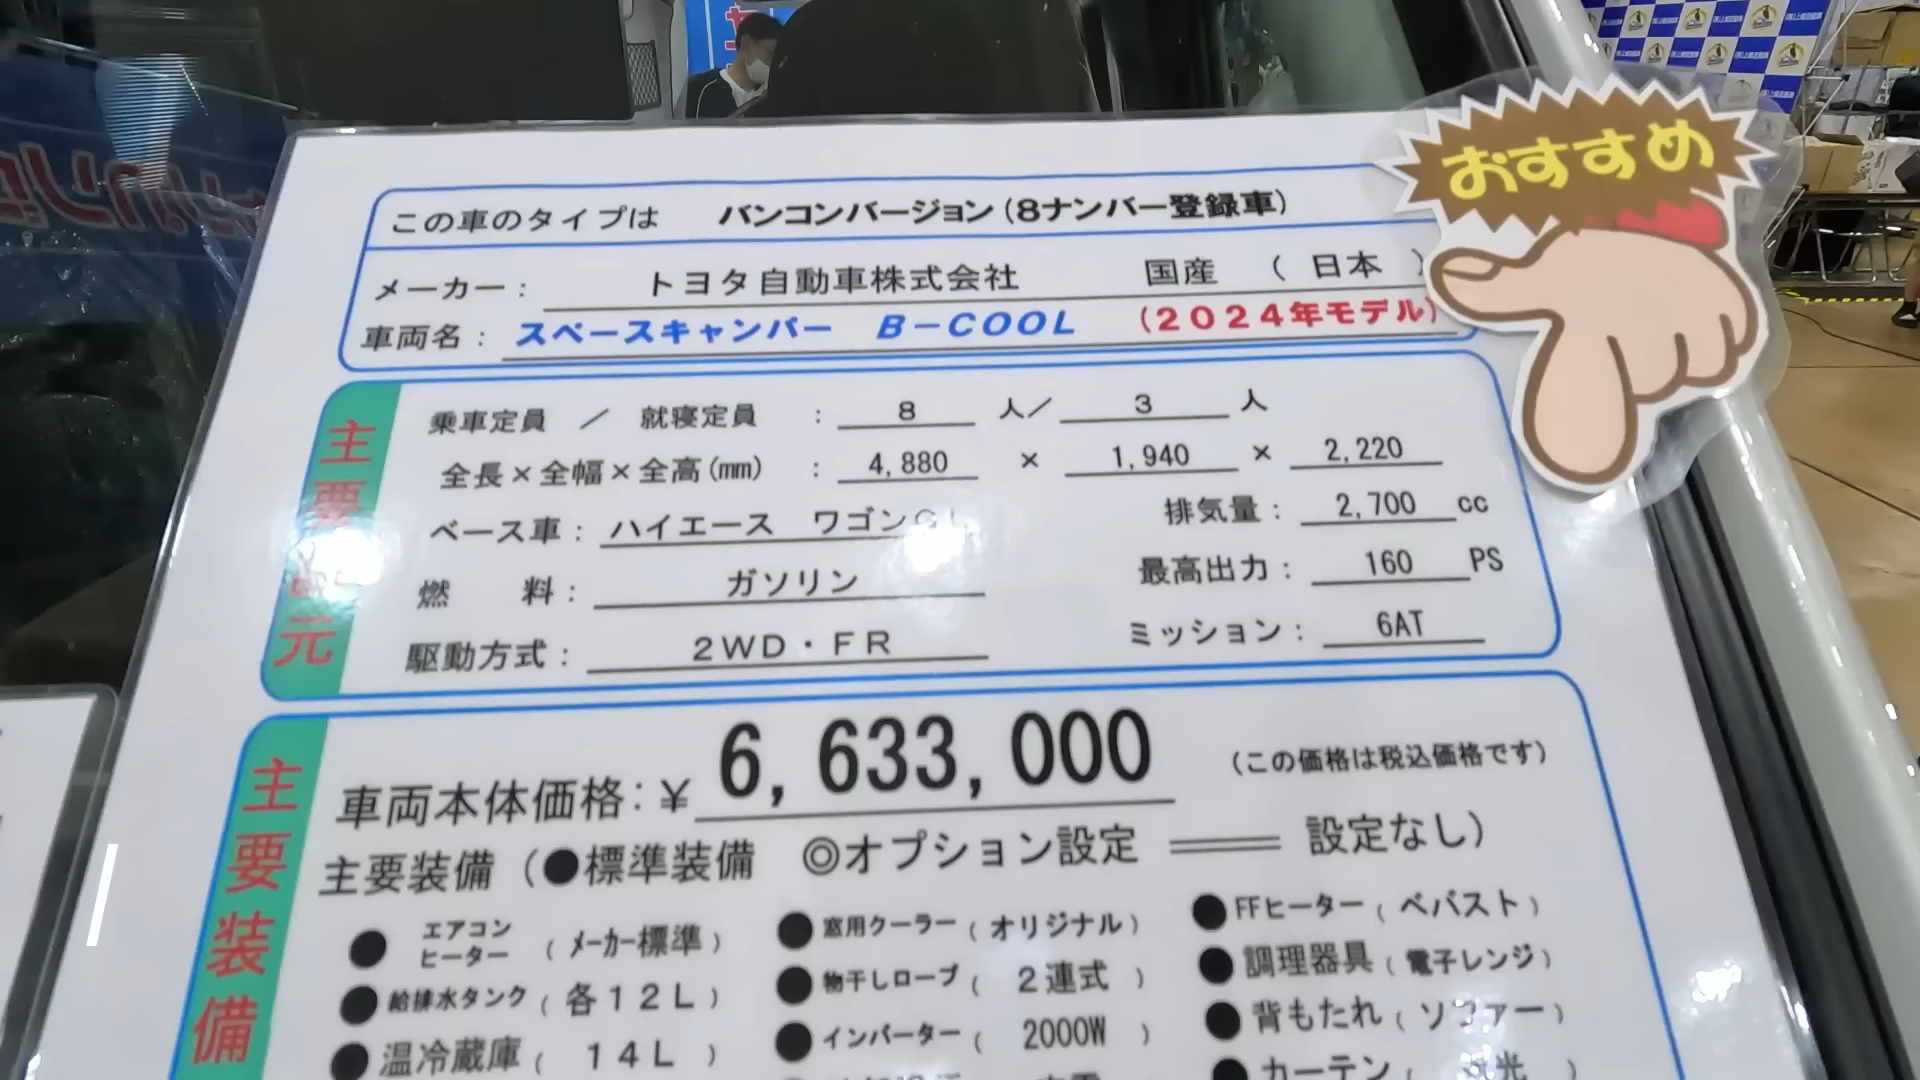 おすすめ
この車のタイプは バンコンバージョン(8ナンバー登録車)
メーカー: トヨタ自動車株式会社 国産 ( 日本 )
車両名: スペースキャンパー B-COOL (2024年モデル)
主要 元
乗車定員 / 就寝定員 : 8 人/ 3 人
全長×全幅×全高(mm) : 4,880 × 1,940 × 2,220
ベース車: ハイエース ワゴンGL 排気量: 2,700 cc
燃 料: ガソリン 最高出力: 160 PS
駆動方式: 2WD・FR ミッション: 6AT
主要装備
車両本体価格:¥ 6,633,000 (この価格は税込価格です)
主要装備 (●標準装備 ◎オプション設定 ═══ 設定なし)
● エアコン ヒーター ( メーカー標準 ) ● 窓用クーラー ( オリジナル ) ● FFヒーター ( ベバスト )
● 給排水タンク ( 各12L ) ● 物干しロープ ( 2連式 ) ● 調理器具 ( 電子レンジ )
● 温冷蔵庫 ( 14L ) ● インバーター ( 2000W ) ● 背もたれ ( ソファー )
● カーテン ( 光 )